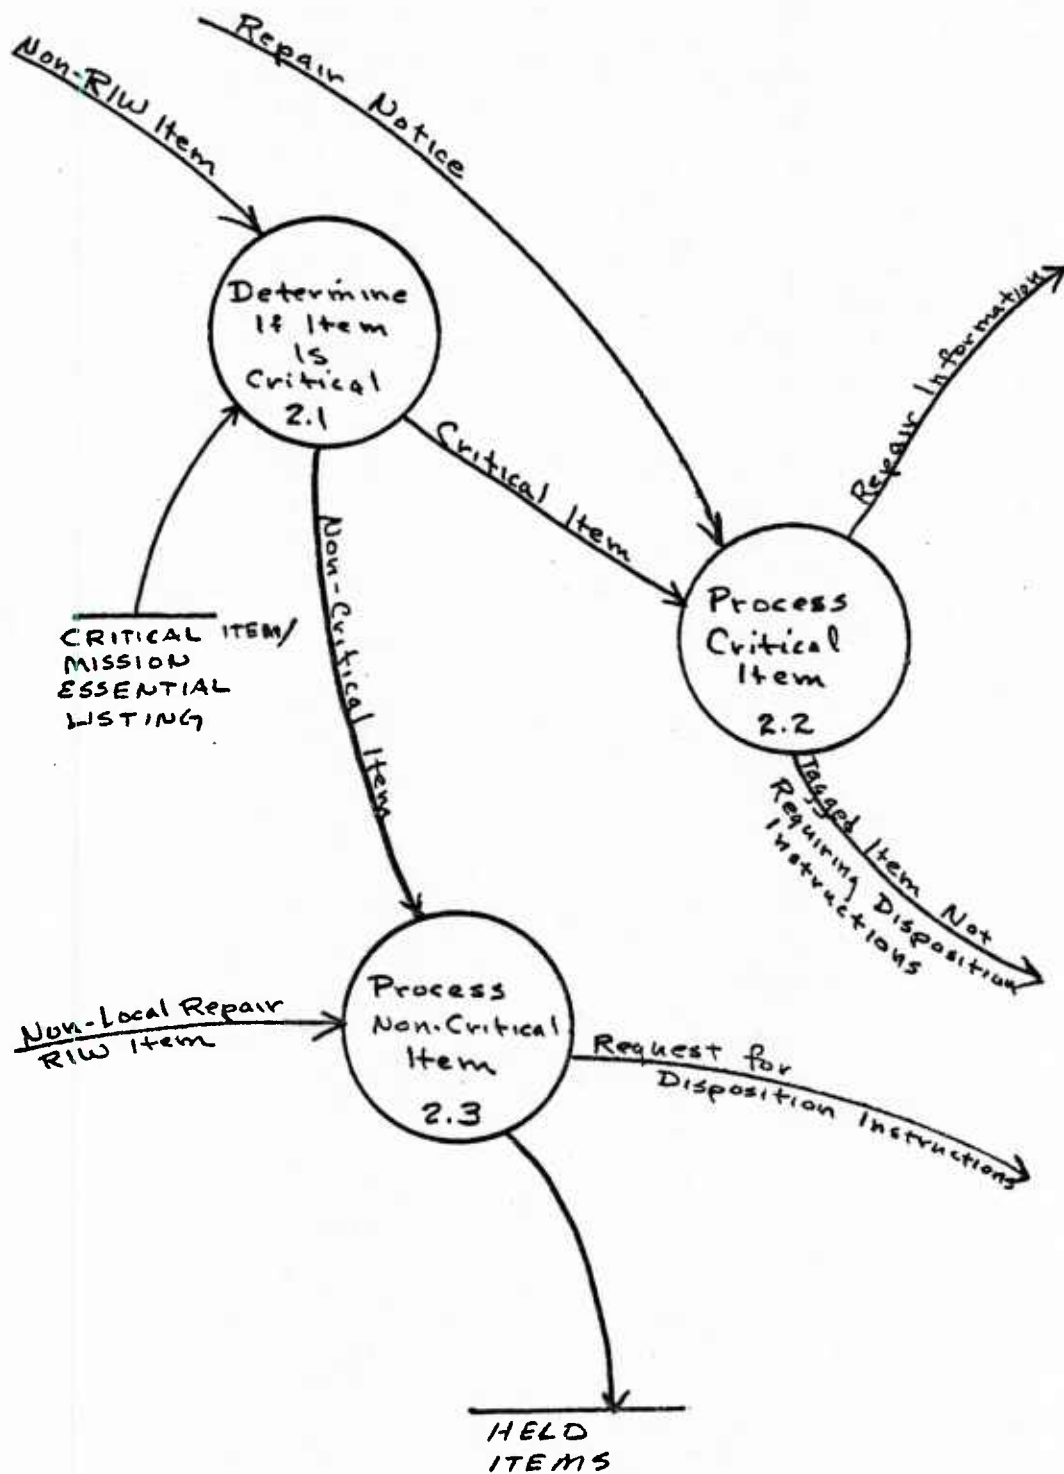 Repair Notice
Non-RIW Item
Determine
If Item
Is
Critical
2.1
Repair Information
Critical Item
Non-Critical Item
CRITICAL ITEM/
MISSION
ESSENTIAL
LISTING
Process
Critical
Item
2.2
Tagged Item Not
Requiring Disposition
Instructions
Process
Non-Critical
Item
2.3
Non-Local Repair
RIW Item
Request for
Disposition Instructions
HELD
ITEMS